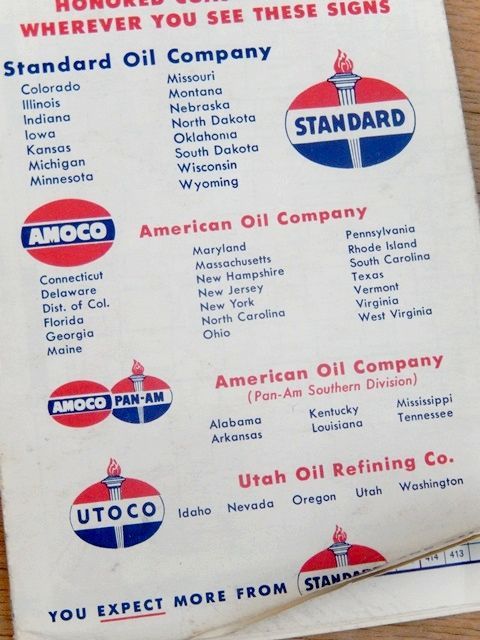 HONORED
WHEREVER YOU SEE THESE SIGNS
Standard Oil Company
Colorado
Illinois
Indiana
Iowa
Kansas
Michigan
Minnesota
Missouri
Montana
Nebraska
North Dakota
Oklahoma
South Dakota
Wisconsin
Wyoming
STANDARD
AMOCO
American Oil Company
Connecticut
Delaware
Dist. of Col.
Florida
Georgia
Maine
Maryland
Massachusetts
New Hampshire
New Jersey
New York
North Carolina
Ohio
Pennsylvania
Rhode Island
South Carolina
Texas
Vermont
Virginia
West Virginia
AMOCO PAN-AM
American Oil Company
(Pan-Am Southern Division)
Alabama
Arkansas
Kentucky
Louisiana
Mississippi
Tennessee
UTOCO
Utah Oil Refining Co.
Idaho Nevada Oregon Utah Washington
YOU EXPECT MORE FROM STANDARD
414 413